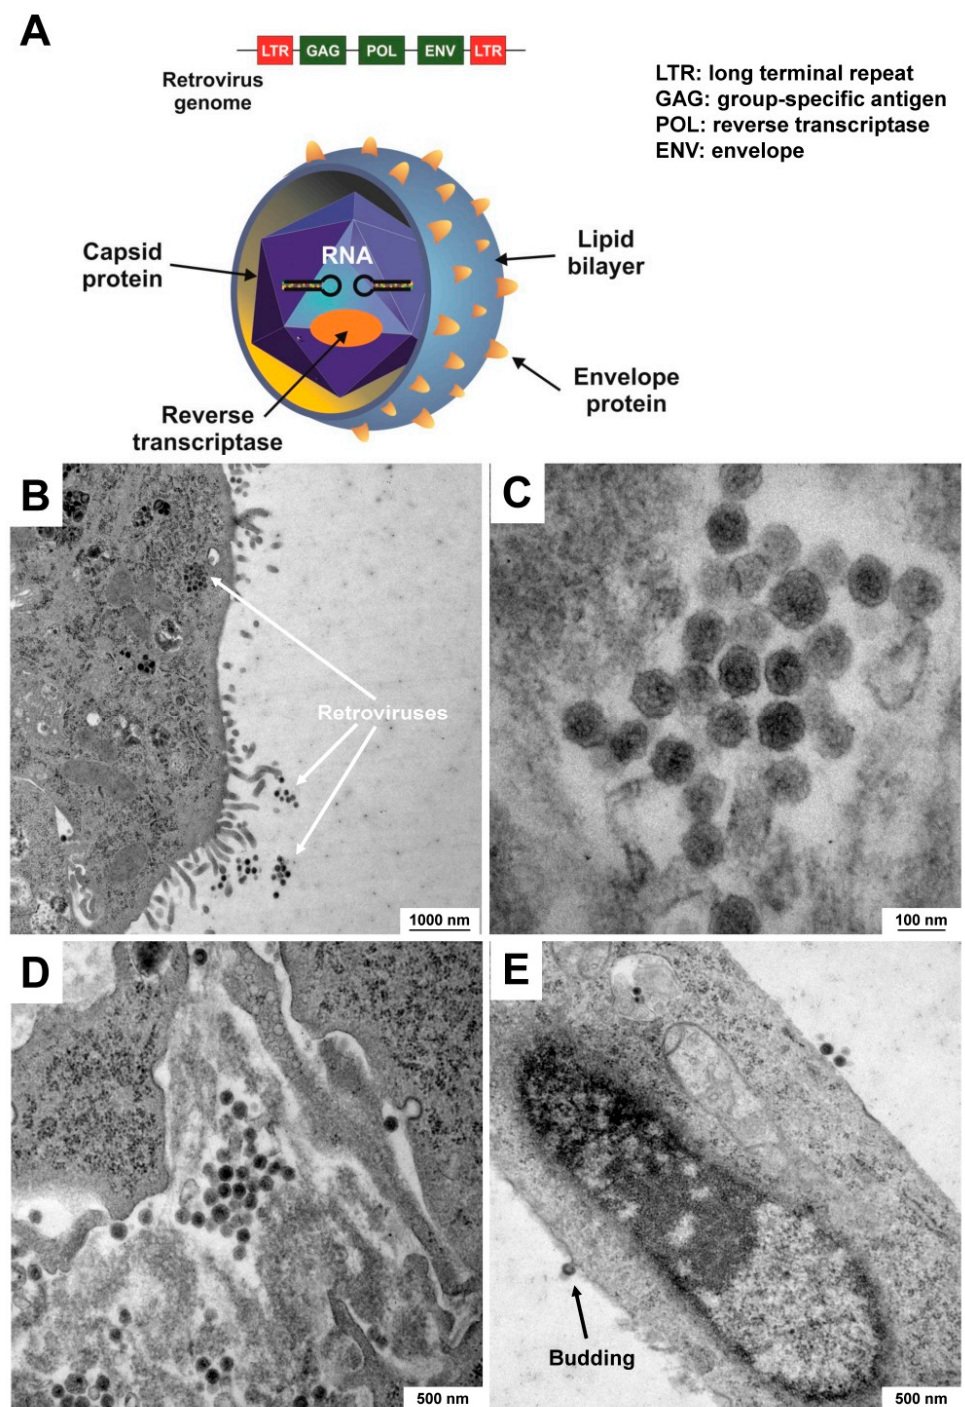 A
LTR GAG POL ENV LTR
Retrovirus
genome
LTR: long terminal repeat
GAG: group-specific antigen
POL: reverse transcriptase
ENV: envelope
Capsid
protein
RNA
Lipid
bilayer
Envelope
protein
Reverse
transcriptase
B
Retroviruses
1000 nm
C
100 nm
D
500 nm
E
Budding
500 nm